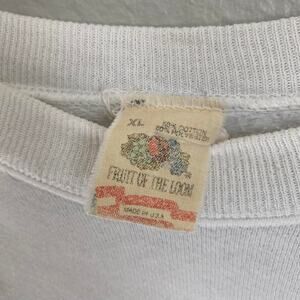 XL
50% COTTON
50% POLYESTER
FRUIT OF THE LOOM
MADE IN U.S.A.